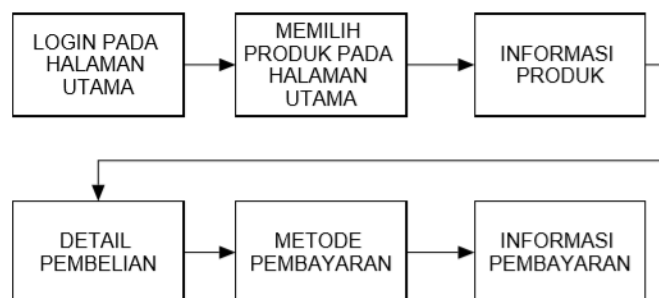 LOGIN PADA
HALAMAN
UTAMA
MEMILIH
PRODUK PADA
HALAMAN
UTAMA
INFORMASI
PRODUK
DETAIL
PEMBELIAN
METODE
PEMBAYARAN
INFORMASI
PEMBAYARAN